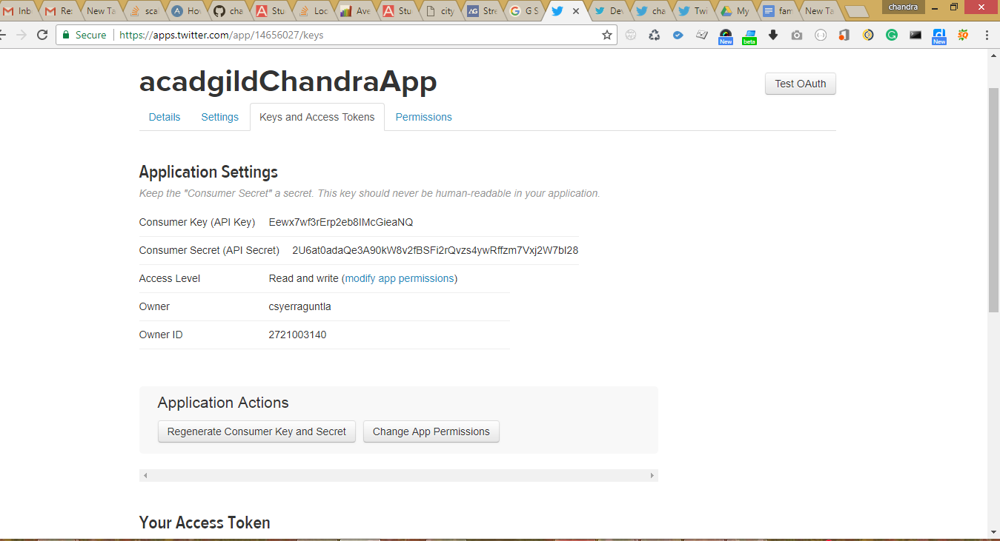 Inb Re: New Ta sca Ho cha Stu Loc Ave Stu city Stre G S Dev cha Twi My fam New Ta chandra
Secure https://apps.twitter.com/app/14656027/keys
New beta New
acadgildChandraApp
Test OAuth
Details Settings Keys and Access Tokens Permissions
Application Settings
Keep the "Consumer Secret" a secret. This key should never be human-readable in your application.
Consumer Key (API Key) Eewx7wf3rErp2eb8IMcGieaNQ
Consumer Secret (API Secret) 2U6at0adaQe3A90kW8v2fBSFi2rQvzs4ywRffzm7Vxj2W7bI28
Access Level Read and write (modify app permissions)
Owner csyerraguntla
Owner ID 2721003140
Application Actions
Regenerate Consumer Key and Secret Change App Permissions
Your Access Token